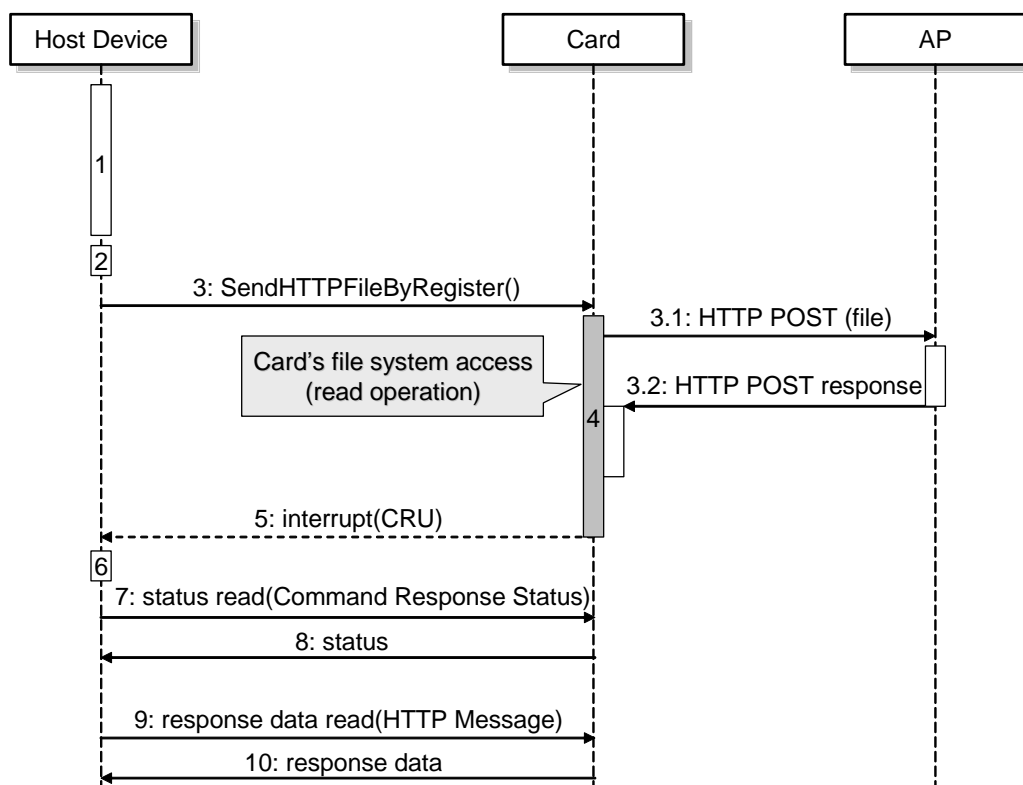 Host Device
Card
AP
1
2
3: SendHTTPFileByRegister()
3.1: HTTP POST (file)
Card's file system access
(read operation)
3.2: HTTP POST response
4
5: interrupt(CRU)
6
7: status read(Command Response Status)
8: status
9: response data read(HTTP Message)
10: response data